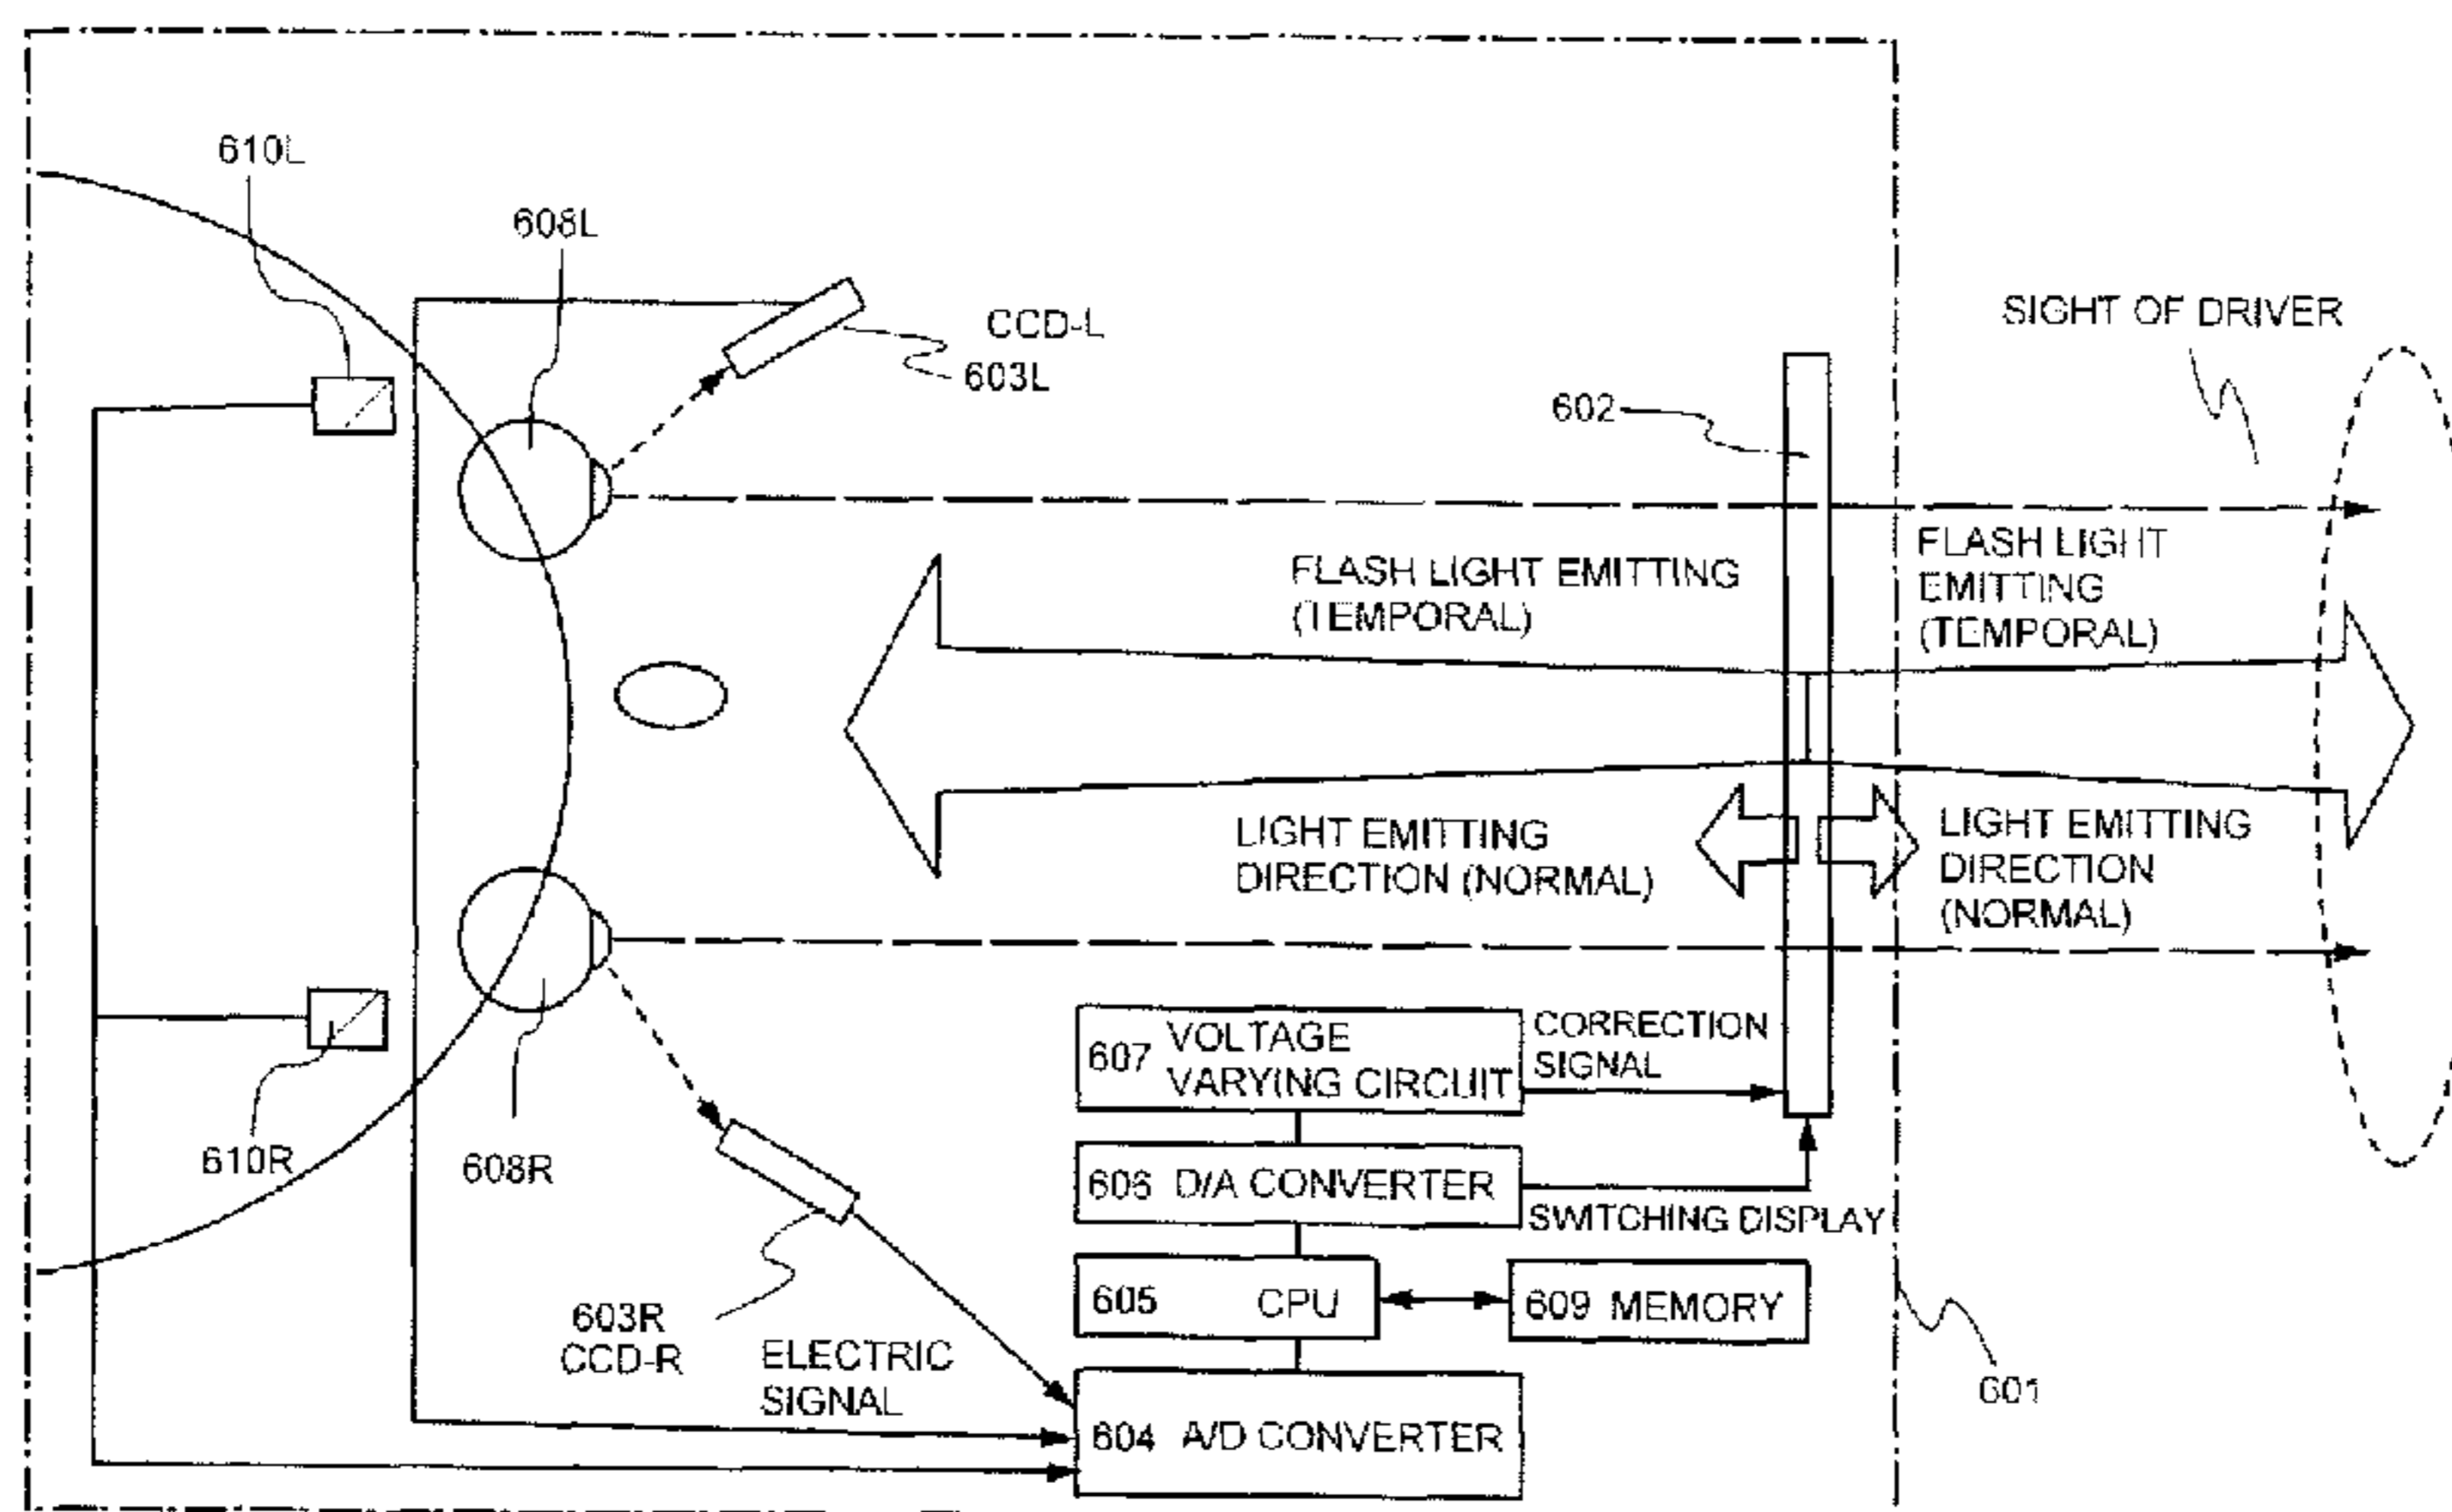 610L
608L
CCD-L
603L
SIGHT OF DRIVER
602
FLASH LIGHT EMITTING
(TEMPORAL)
FLASH LIGHT
EMITTING
(TEMPORAL)
LIGHT EMITTING
DIRECTION (NORMAL)
LIGHT EMITTING
DIRECTION
(NORMAL)
607 VOLTAGE
VARYING CIRCUIT
CORRECTION
SIGNAL
610R
608R
606 D/A CONVERTER
SWITCHING DISPLAY
605 CPU
609 MEMORY
603R
CCD-R
ELECTRIC
SIGNAL
601
604 A/D CONVERTER